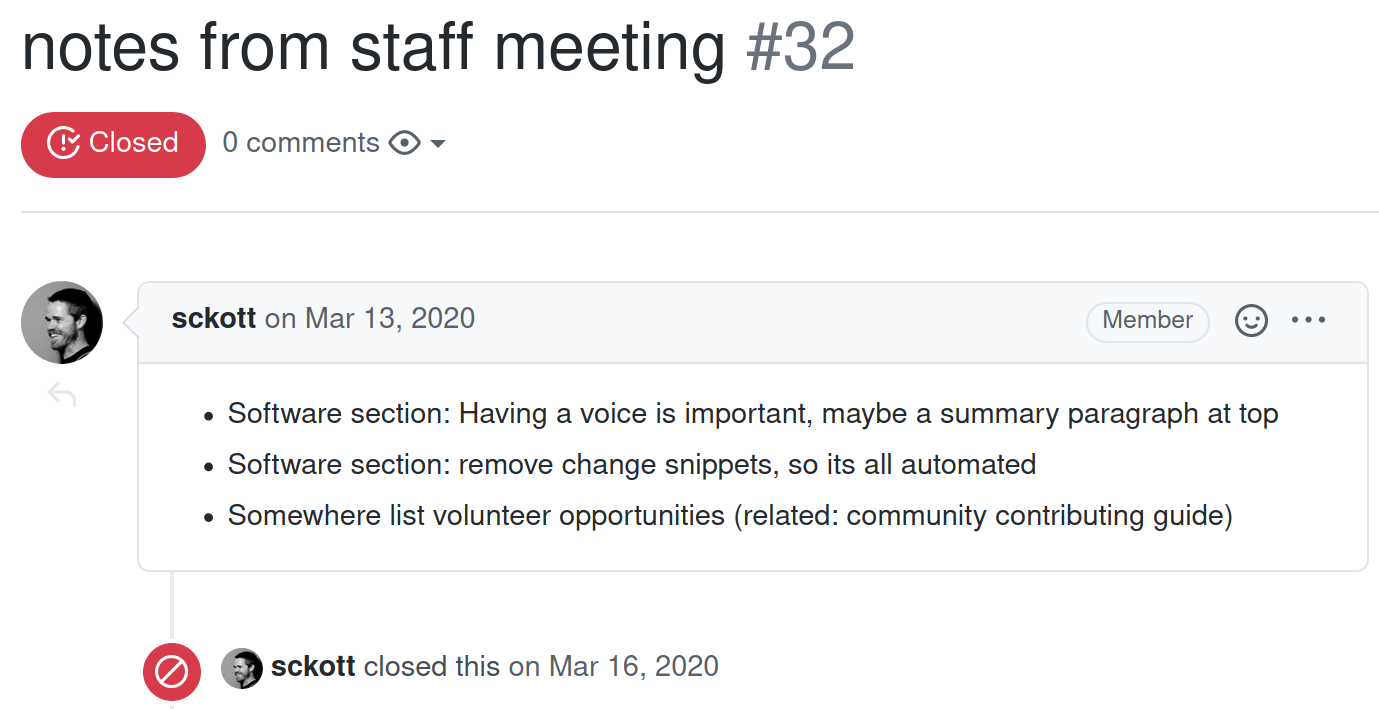 notes from staff meeting #32
Closed 0 comments
sckott on Mar 13, 2020 Member
• Software section: Having a voice is important, maybe a summary paragraph at top
• Software section: remove change snippets, so its all automated
• Somewhere list volunteer opportunities (related: community contributing guide)
sckott closed this on Mar 16, 2020